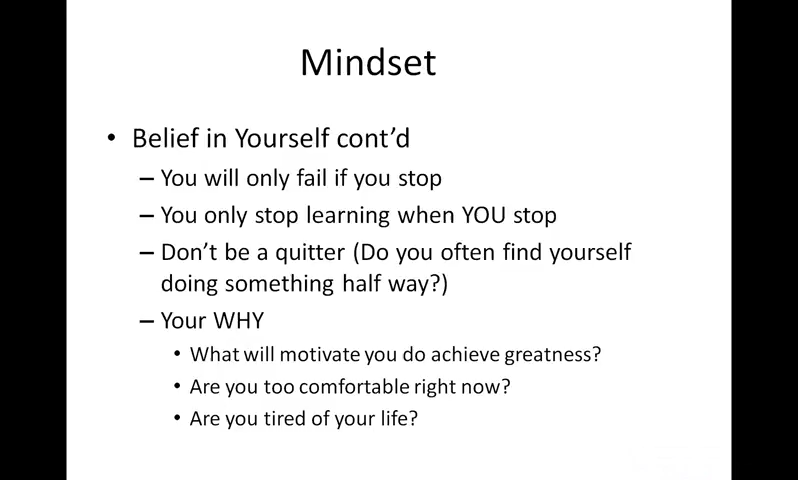 Mindset
• Belief in Yourself cont’d
– You will only fail if you stop
– You only stop learning when YOU stop
– Don’t be a quitter (Do you often find yourself
doing something half way?)
– Your WHY
• What will motivate you do achieve greatness?
• Are you too comfortable right now?
• Are you tired of your life?